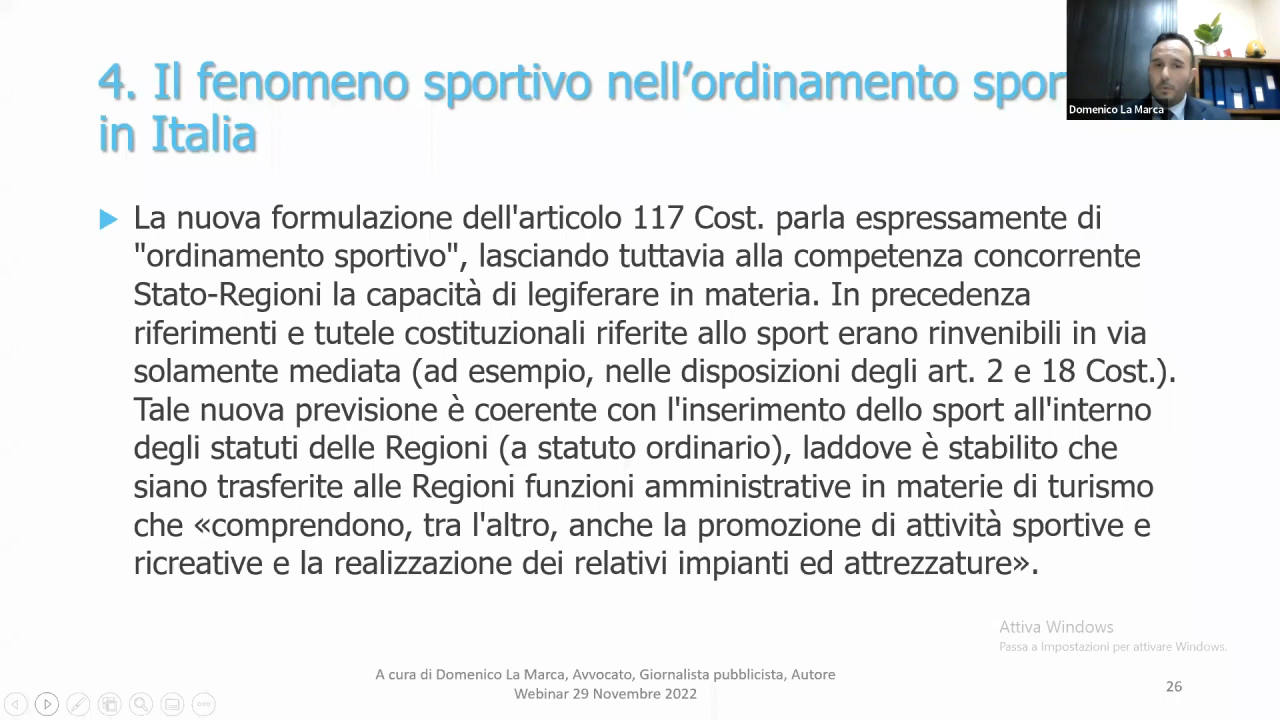 4. Il fenomeno sportivo nell’ordinamento
in Italia
Domenico La Marca
La nuova formulazione dell'articolo 117 Cost. parla espressamente di
"ordinamento sportivo", lasciando tuttavia alla competenza concorrente
Stato-Regioni la capacità di legiferare in materia. In precedenza
riferimenti e tutele costituzionali riferite allo sport erano rinvenibili in via
solamente mediata (ad esempio, nelle disposizioni degli art. 2 e 18 Cost.).
Tale nuova previsione è coerente con l'inserimento dello sport all'interno
degli statuti delle Regioni (a statuto ordinario), laddove è stabilito che
siano trasferite alle Regioni funzioni amministrative in materie di turismo
che «comprendono, tra l'altro, anche la promozione di attività sportive e
ricreative e la realizzazione dei relativi impianti ed attrezzature».
Attiva Windows
Passa a Impostazioni per attivare Windows.
A cura di Domenico La Marca, Avvocato, Giornalista pubblicista, Autore
Webinar 29 Novembre 2022
26